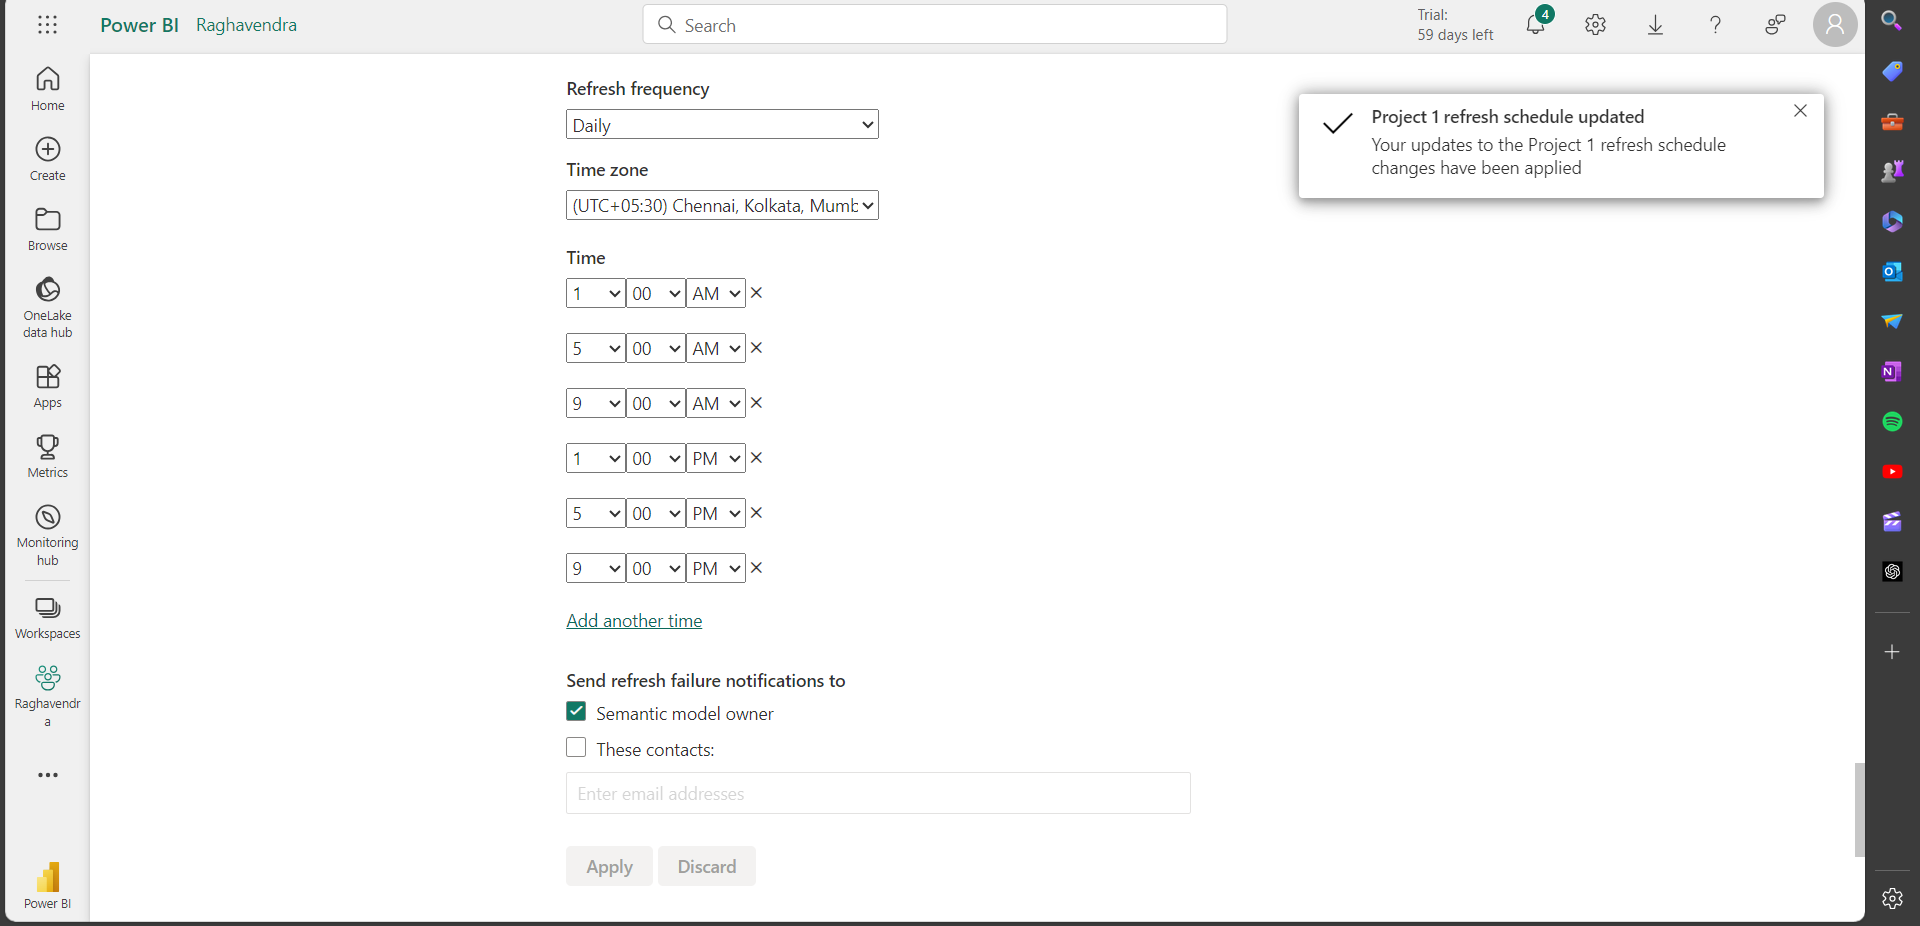 Power BI Raghavendra
Search
Trial:
59 days left
4
Home
Create
Browse
OneLake
data hub
Apps
Metrics
Monitoring
hub
Workspaces
Raghavendr
a
Power BI
Refresh frequency
Daily
Time zone
(UTC+05:30) Chennai, Kolkata, Mumb
Time
1 00 AM
5 00 AM
9 00 AM
1 00 PM
5 00 PM
9 00 PM
Add another time
Send refresh failure notifications to
Semantic model owner
These contacts:
Enter email addresses
Apply Discard
Project 1 refresh schedule updated
Your updates to the Project 1 refresh schedule
changes have been applied